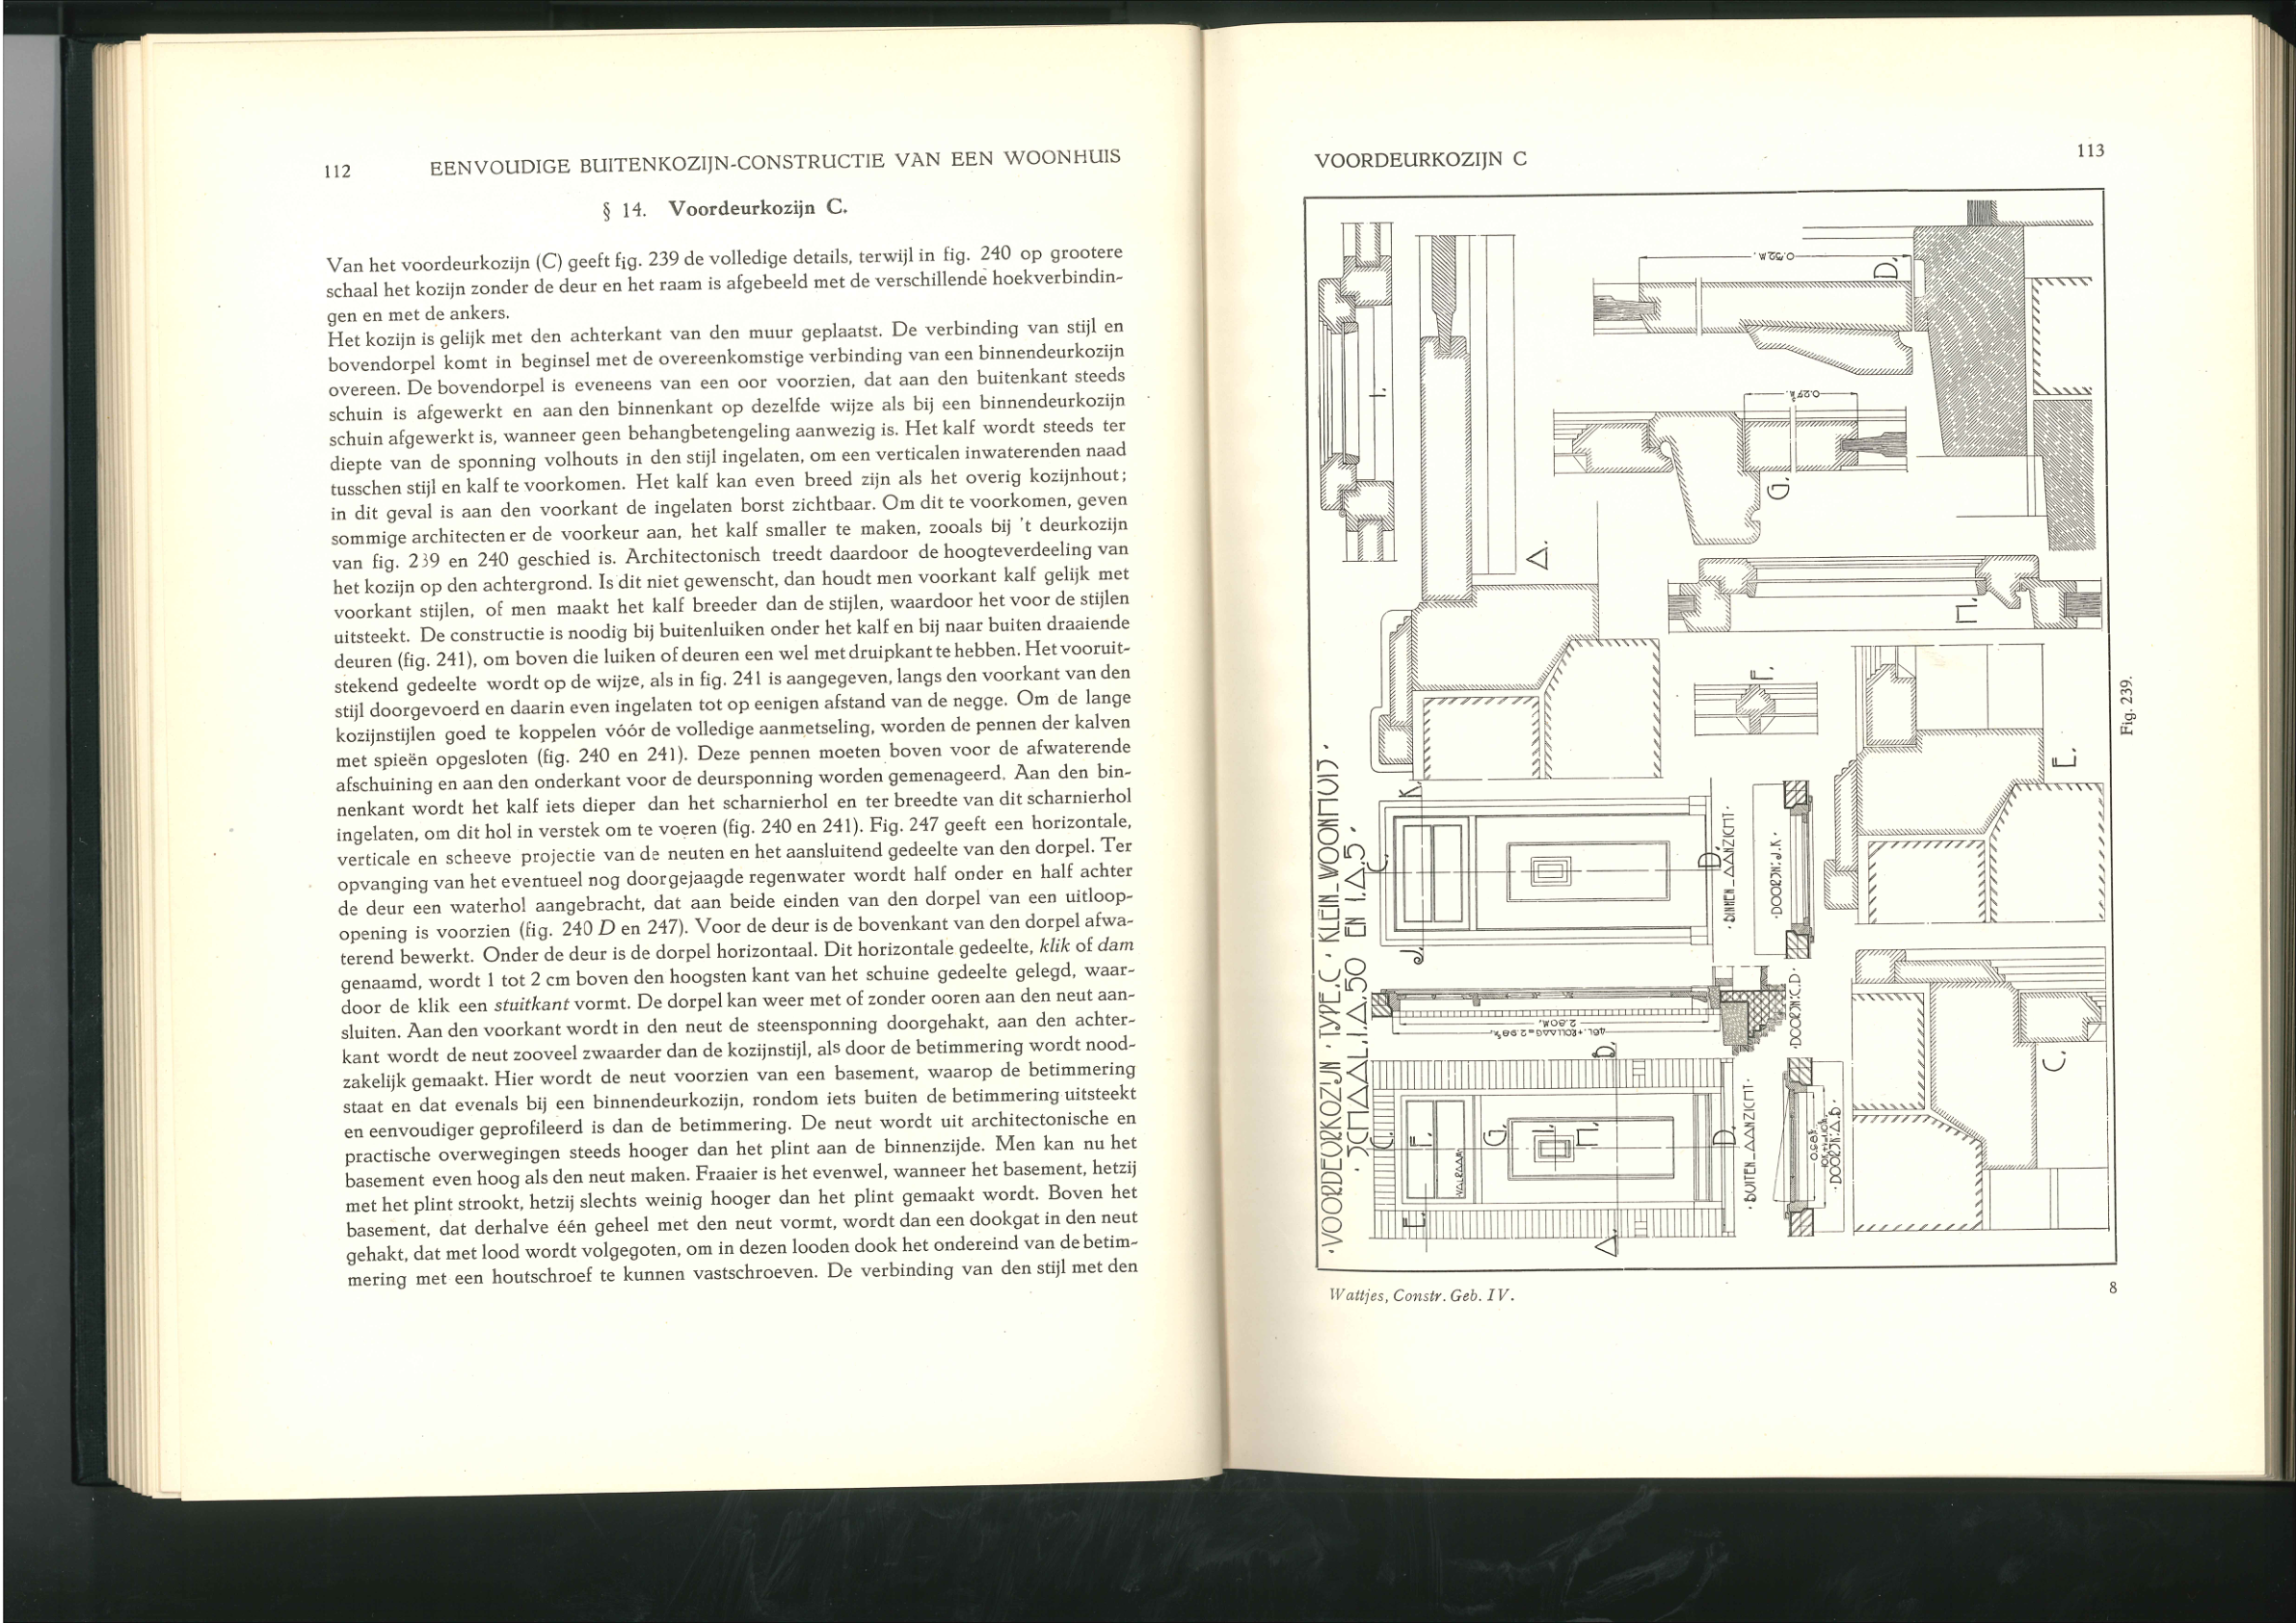 112 EENVOUDIGE BUITENKOZIJN-CONSTRUCTIE VAN EEN WOONHUIS
§ 14. Voordeurkozijn C.
Van het voordeurkozijn (C) geeft fig. 239 de volledige details, terwijl in fig. 240 op grootere
schaal het kozijn zonder de deur en het raam is afgebeeld met de verschillende hoekverbindin-
gen en met de ankers.
Het kozijn is gelijk met den achterkant van den muur geplaatst. De verbinding van stijl en
bovendorpel komt in beginsel met de overeenkomstige verbinding van een binnendeurkozijn
overeen. De bovendorpel is eveneens van een oor voorzien, dat aan den buitenkant steeds
schuin is afgewerkt en aan den binnenkant op dezelfde wijze als bij een binnendeurkozijn
schuin afgewerkt is, wanneer geen behangbetengeling aanwezig is. Het kalf wordt steeds ter
diepte van de sponning volhouts in den stijl ingelaten, om een verticalen inwaterenden naad
tusschen stijl en kalf te voorkomen. Het kalf kan even breed zijn als het overig kozijnhout;
in dit geval is aan den voorkant de ingelaten borst zichtbaar. Om dit te voorkomen, geven
sommige architecten er de voorkeur aan, het kalf smaller te maken, zooals bij 't deurkozijn
van fig. 239 en 240 geschied is. Architectonisch treedt daardoor de hoogteverdeeling van
het kozijn op den achtergrond. Is dit niet gewenscht, dan houdt men voorkant kalf gelijk met
voorkant stijlen, of men maakt het kalf breeder dan de stijlen, waardoor het voor de stijlen
uitsteekt. De constructie is noodig bij buitenluiken onder het kalf en bij naar buiten draaiende
deuren (fig. 241), om boven die luiken of deuren een wel met druipkant te hebben. Het vooruit-
stekend gedeelte wordt op de wijze, als in fig. 241 is aangegeven, langs den voorkant van den
stijl doorgevoerd en daarin even ingelaten tot op eenigen afstand van de negge. Om de lange
kozijnstijlen goed te koppelen vóór de volledige aanmetseling, worden de pennen der kalven
met spieën opgesloten (fig. 240 en 241). Deze pennen moeten boven voor de afwaterende
afschuining en aan den onderkant voor de deursponning worden gemenageerd. Aan den bin-
nenkant wordt het kalf iets dieper dan het scharnierhol en ter breedte van dit scharnierhol
ingelaten, om dit hol in verstek om te voeren (fig. 240 en 241). Fig. 247 geeft een horizontale,
verticale en scheeve projectie van de neuten en het aansluitend gedeelte van den dorpel. Ter
opvanging van het eventueel nog doorgejaagde regenwater wordt half onder en half achter
de deur een waterhol aangebracht, dat aan beide einden van den dorpel van een uitloop-
opening is voorzien (fig. 240 D en 247). Voor de deur is de bovenkant van den dorpel afwa-
terend bewerkt. Onder de deur is de dorpel horizontaal. Dit horizontale gedeelte, klik of dam
genaamd, wordt 1 tot 2 cm boven den hoogsten kant van het schuine gedeelte gelegd, waar-
door de klik een stuitkant vormt. De dorpel kan weer met of zonder ooren aan den neut aan-
sluiten. Aan den voorkant wordt in den neut de steensponning doorgehakt, aan den achter-
kant wordt de neut zooveel zwaarder dan de kozijnstijl, als door de betimmering wordt nood-
zakelijk gemaakt. Hier wordt de neut voorzien van een basement, waarop de betimmering
staat en dat evenals bij een binnendeurkozijn, rondom iets buiten de betimmering uitsteekt
en eenvoudiger geprofileerd is dan de betimmering. De neut wordt uit architectonische en
practische overwegingen steeds hooger dan het plint aan de binnenzijde. Men kan nu het
basement even hoog als den neut maken. Fraaier is het evenwel, wanneer het basement, hetzij
met het plint strookt, hetzij slechts weinig hooger dan het plint gemaakt wordt. Boven het
basement, dat derhalve één geheel met den neut vormt, wordt dan een dookgat in den neut
gehakt, dat met lood wordt volgegoten, om in dezen looden dook het ondereind van de betim-
mering met een houtschroef te kunnen vastschroeven. De verbinding van den stijl met den
VOORDEURKOZIJN C 113
·VOORDEURKOZIJN · TYPE.C · KLEIN_WOONHUIS·
·SCHAAL.1.A.50 EN 1.A.5·
C.
F.
E.
G.
I.
H.
D.
A.
B.
VALRAAM
·BUITEN_AANZICHT·
·DOORSN:A.B·
2.80M.
·DOORSN:C.D·
C.
J.
K.
D.
·BINNEN_AANZICHT·
·DOORSN:J.K·
I.
A.
0.52 M.
D.
G.
H.
F.
E.
C.
Fig. 239.
Wattjes, Constr. Geb. IV.
8